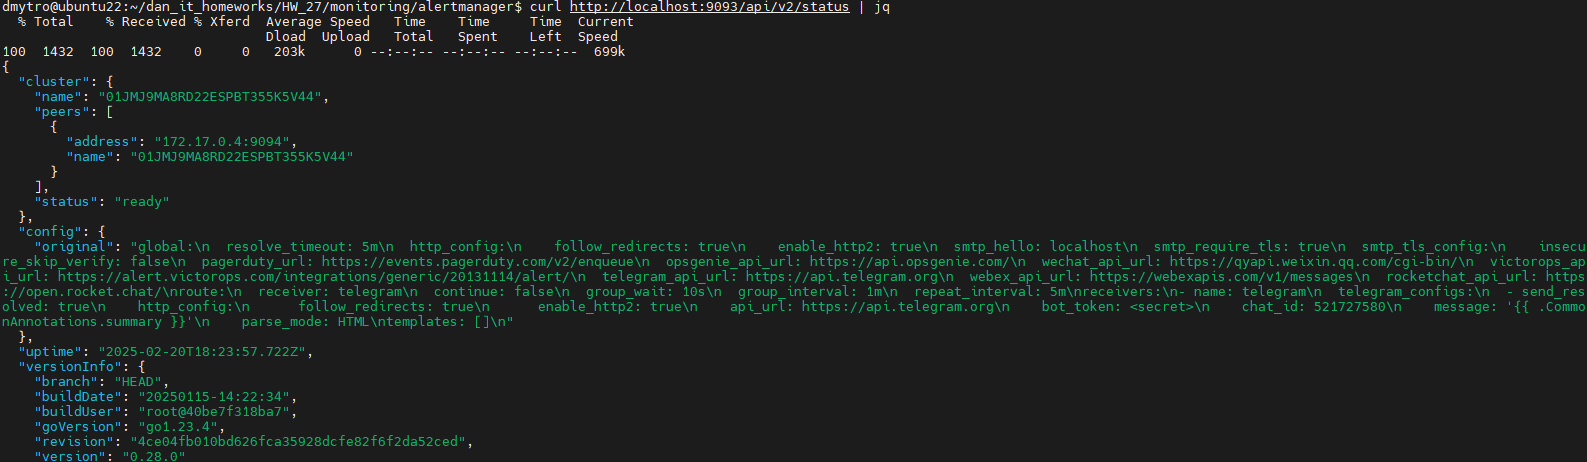 dmytro@ubuntu22:~/dan_it_homeworks/HW_27/monitoring/alertmanager$ curl http://localhost:9093/api/v2/status | jq
  % Total    % Received % Xferd  Average Speed   Time    Time     Time  Current
                                 Dload  Upload   Total   Spent    Left  Speed
100  1432  100  1432    0     0   203k      0 --:--:-- --:--:-- --:--:--  699k
{
  "cluster": {
    "name": "01JMJ9MA8RD22ESPBT355K5V44",
    "peers": [
      {
        "address": "172.17.0.4:9094",
        "name": "01JMJ9MA8RD22ESPBT355K5V44"
      }
    ],
    "status": "ready"
  },
  "config": {
    "original": "global:\n  resolve_timeout: 5m\n  http_config:\n    follow_redirects: true\n    enable_http2: true\n  smtp_hello: localhost\n  smtp_require_tls: true\n  smtp_tls_config:\n    insecu
re_skip_verify: false\n  pagerduty_url: https://events.pagerduty.com/v2/enqueue\n  opsgenie_api_url: https://api.opsgenie.com/\n  wechat_api_url: https://qyapi.weixin.qq.com/cgi-bin/\n  victorops_ap
i_url: https://alert.victorops.com/integrations/generic/20131114/alert/\n  telegram_api_url: https://api.telegram.org\n  webex_api_url: https://webexapis.com/v1/messages\n  rocketchat_api_url: https
://open.rocket.chat/\nroute:\n  receiver: telegram\n  continue: false\n  group_wait: 10s\n  group_interval: 1m\n  repeat_interval: 5m\nreceivers:\n- name: telegram\n  telegram_configs:\n  - send_res
olved: true\n    http_config:\n      follow_redirects: true\n      enable_http2: true\n    api_url: https://api.telegram.org\n    bot_token: <secret>\n    chat_id: 521727580\n    message: '{{ .Commo
nAnnotations.summary }}'\n    parse_mode: HTML\ntemplates: []\n"
  },
  "uptime": "2025-02-20T18:23:57.722Z",
  "versionInfo": {
    "branch": "HEAD",
    "buildDate": "20250115-14:22:34",
    "buildUser": "root@40be7f318ba7",
    "goVersion": "go1.23.4",
    "revision": "4ce04fb010bd626fca35928dcfe82f6f2da52ced",
    "version": "0.28.0"